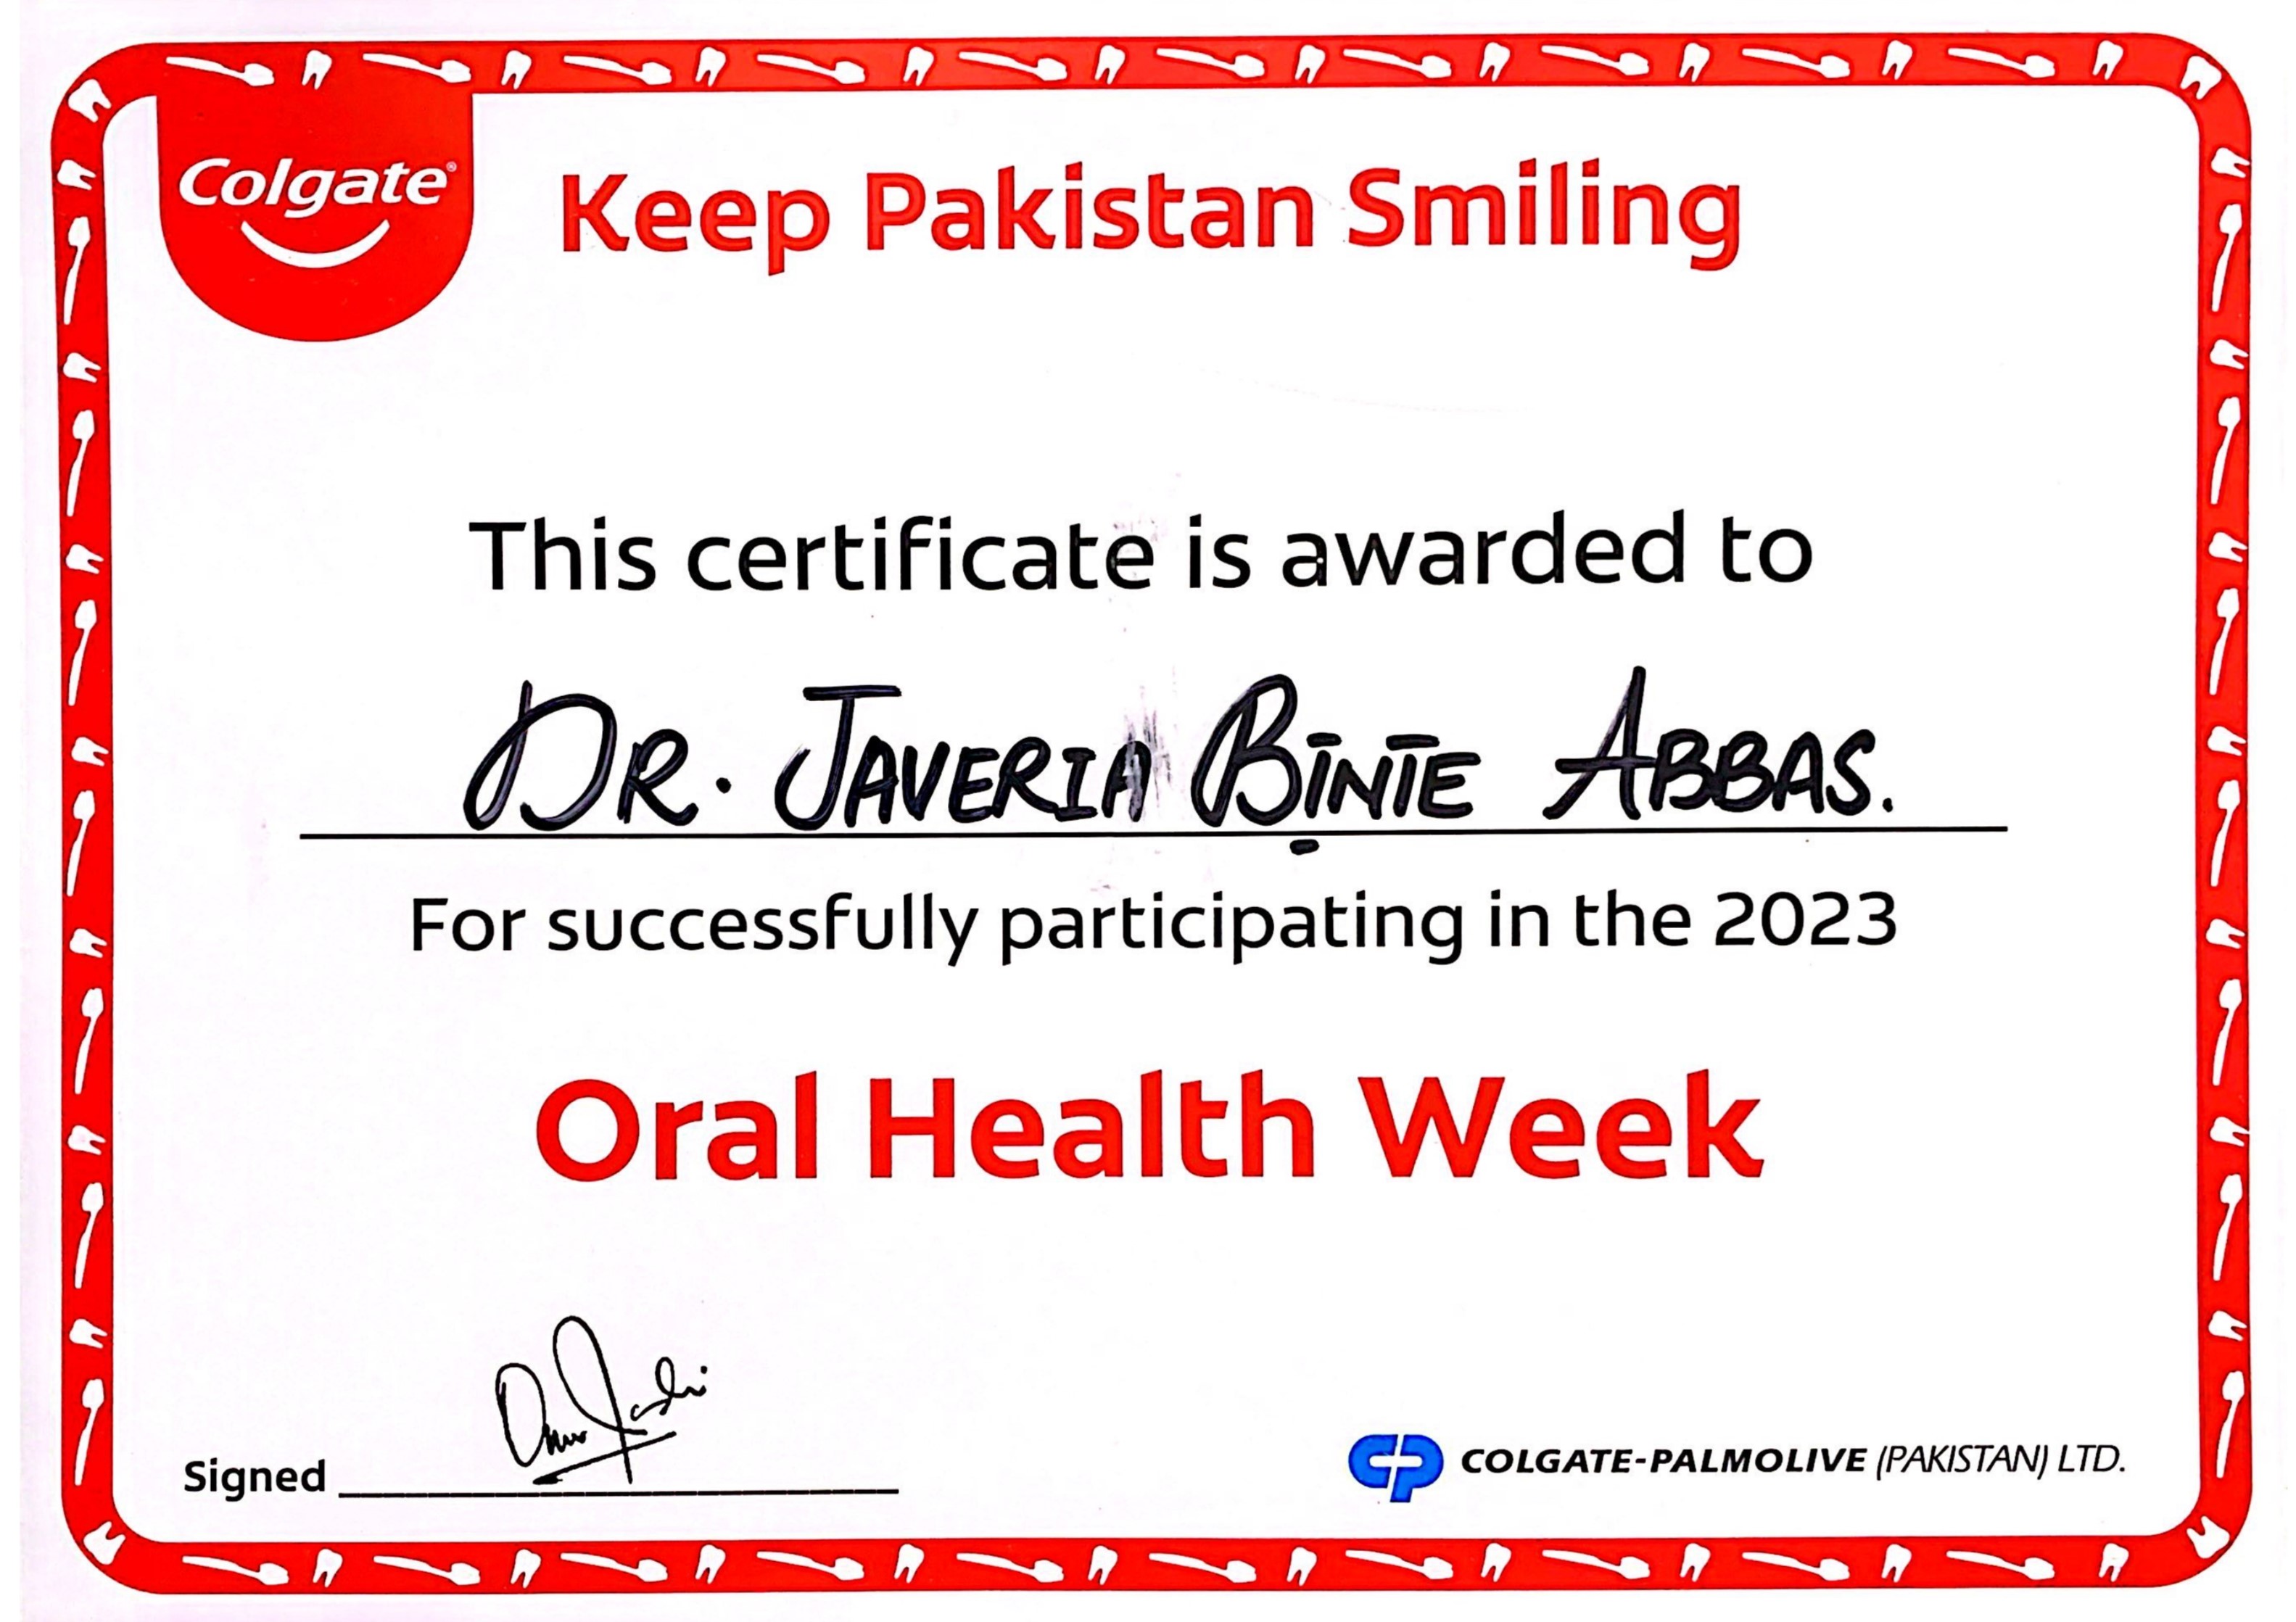 Colgate®
Keep Pakistan Smiling
This certificate is awarded to
DR. JAVERIA BINTE ABBAS.
For successfully participating in the 2023
Oral Health Week
Signed
COLGATE-PALMOLIVE (PAKISTAN) LTD.